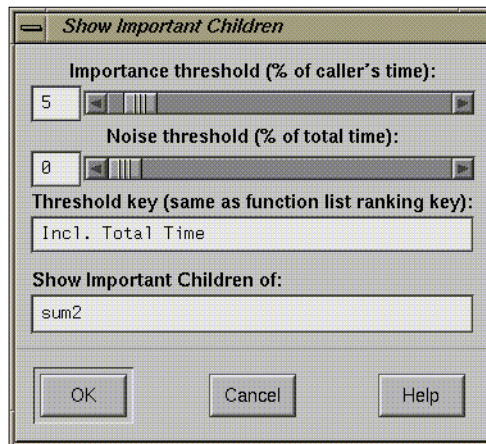 Show Important Children
Importance threshold (% of caller's time):
5
Noise threshold (% of total time):
0
Threshold key (same as function list ranking key):
Incl. Total Time
Show Important Children of:
sum2
OK Cancel Help